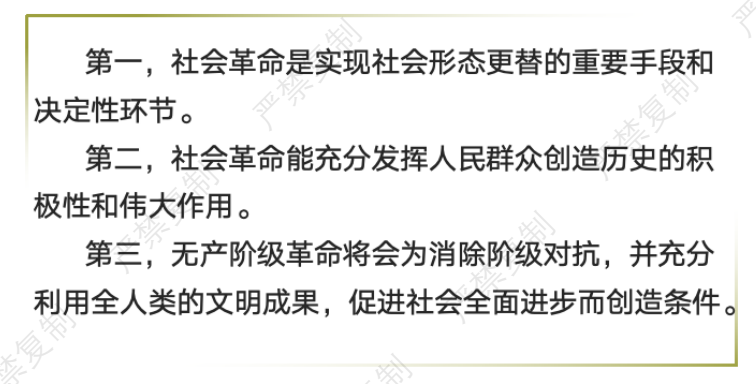 第一，社会革命是实现社会形态更替的重要手段和
决定性环节。
第二，社会革命能充分发挥人民群众创造历史的积
极性和伟大作用。
第三，无产阶级革命将会为消除阶级对抗，并充分
利用全人类的文明成果，促进社会全面进步而创造条件。
严禁复制
严禁复制
严禁复制
严禁复制